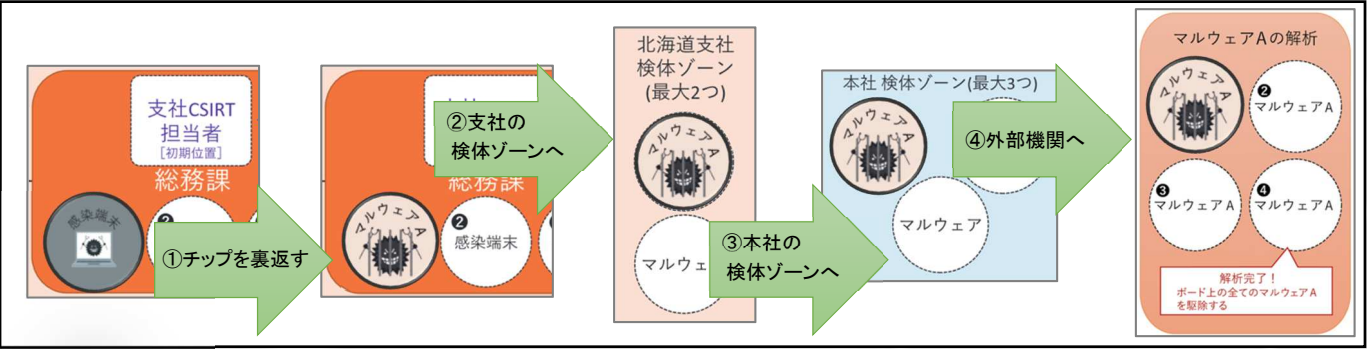 支社CSIRT
担当者
[初期位置]
総務課
感染端末
❷
①チップを裏返す
総務課
マルウェアA
❷
感染端末
②支社の
検体ゾーンへ
北海道支社
検体ゾーン
(最大2つ)
マルウェアA
マルウェ
③本社の
検体ゾーンへ
本社 検体ゾーン(最大3つ)
マルウェアA
マルウェア
④外部機関へ
マルウェアAの解析
マルウェアA
❷
マルウェアA
❸
マルウェアA
❹
マルウェアA
解析完了!
ボード上の全てのマルウェアA
を駆除する